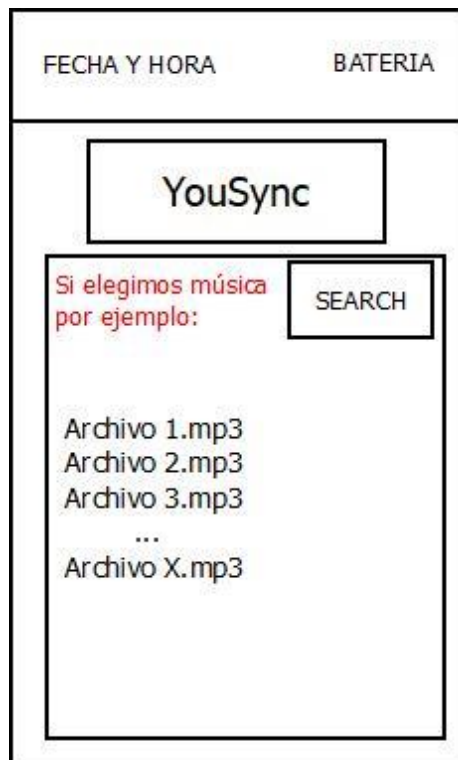 FECHA Y HORA
BATERIA
YouSync
Si elegimos música
por ejemplo:
SEARCH
Archivo 1.mp3
Archivo 2.mp3
Archivo 3.mp3
...
Archivo X.mp3